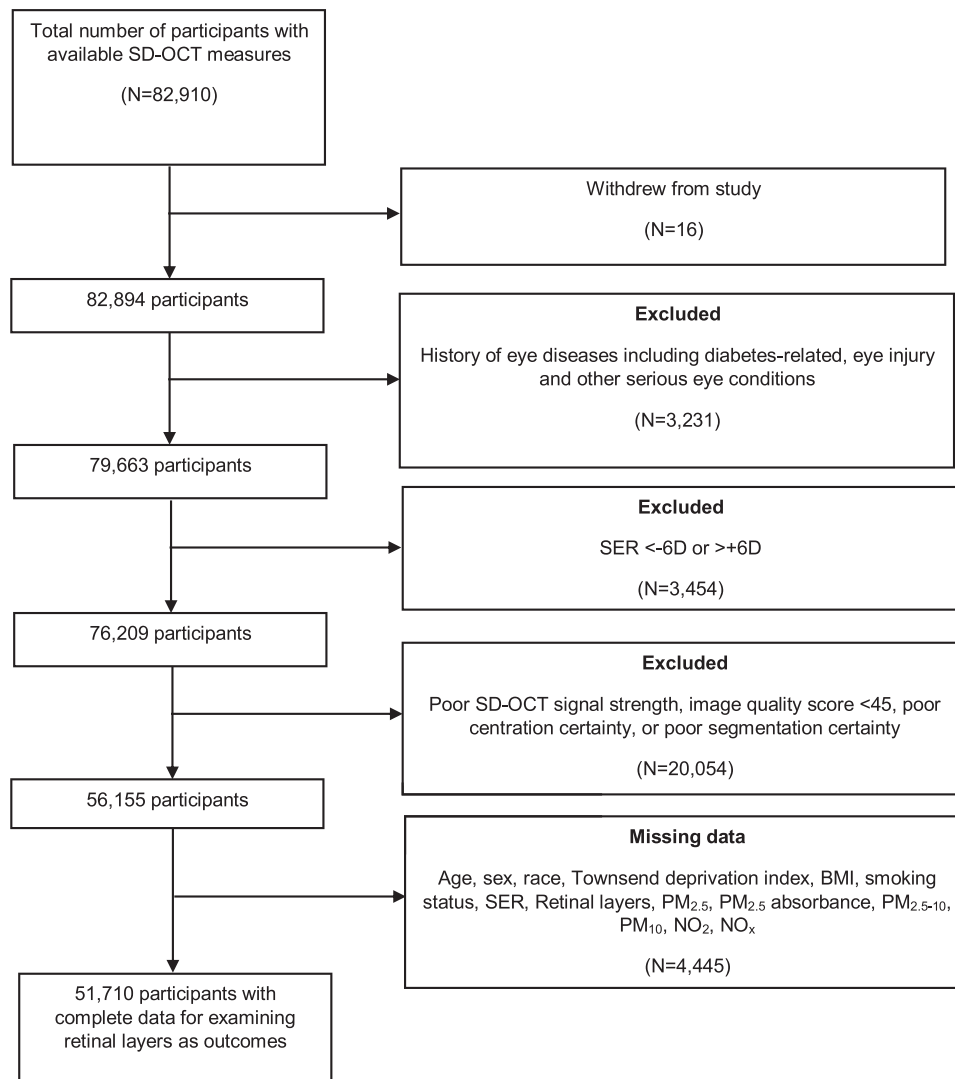 Total number of participants with
available SD-OCT measures
(N=82,910)
Withdrew from study
(N=16)
82,894 participants
Excluded
History of eye diseases including diabetes-related, eye injury
and other serious eye conditions
(N=3,231)
79,663 participants
Excluded
SER <-6D or >+6D
(N=3,454)
76,209 participants
Excluded
Poor SD-OCT signal strength, image quality score <45, poor
centration certainty, or poor segmentation certainty
(N=20,054)
56,155 participants
Missing data
Age, sex, race, Townsend deprivation index, BMI, smoking
status, SER, Retinal layers, PM2.5, PM2.5 absorbance, PM2.5-10,
PM10, NO2, NOx
(N=4,445)
51,710 participants with
complete data for examining
retinal layers as outcomes